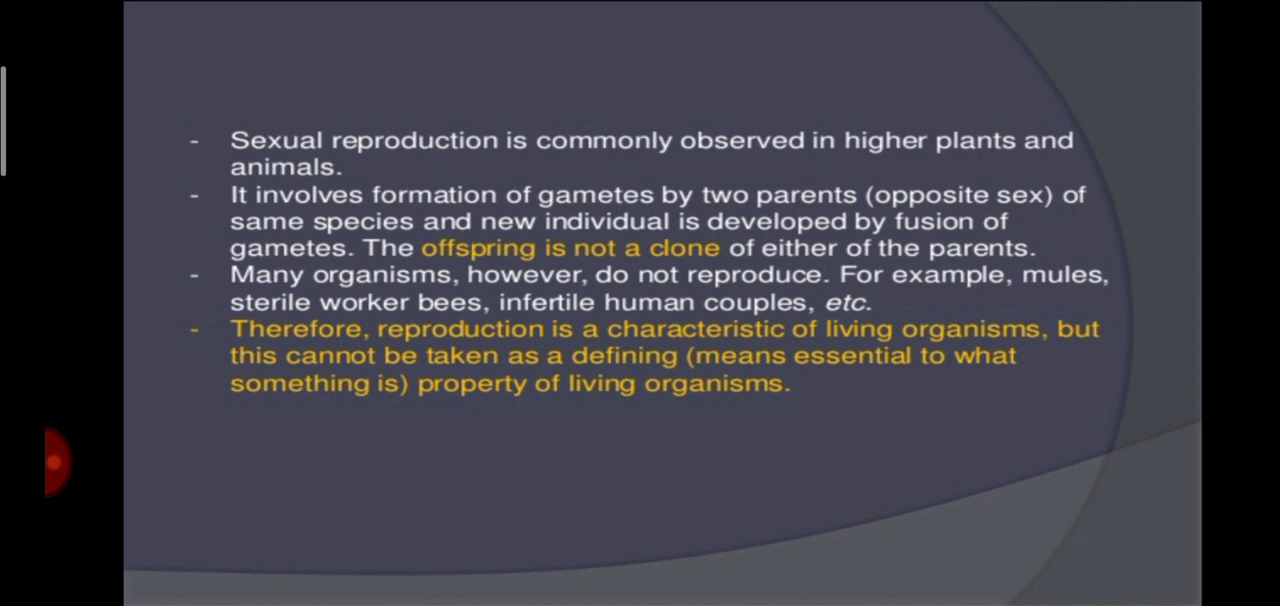 - Sexual reproduction is commonly observed in higher plants and
animals.
- It involves formation of gametes by two parents (opposite sex) of
same species and new individual is developed by fusion of
gametes. The offspring is not a clone of either of the parents.
- Many organisms, however, do not reproduce. For example, mules,
sterile worker bees, infertile human couples, etc.
- Therefore, reproduction is a characteristic of living organisms, but
this cannot be taken as a defining (means essential to what
something is) property of living organisms.